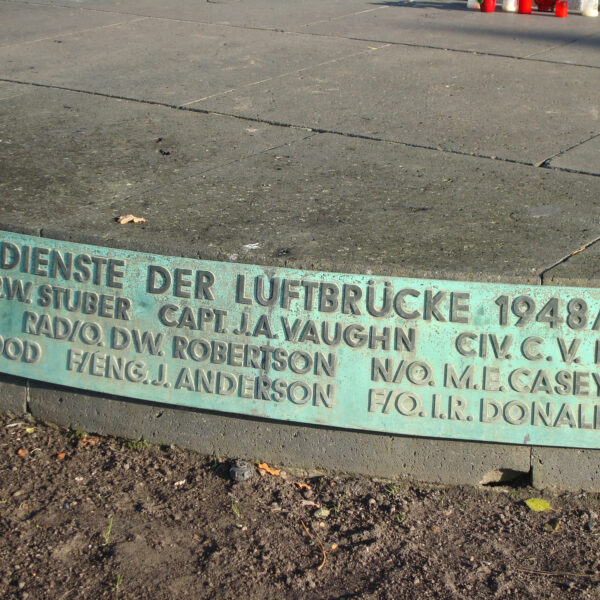 DIENSTE DER LUFTBRÜCKE 1948/
W. STUBER CAPT. J.A. VAUGHN CIV. C. V.
RAD/O. D.W. ROBERTSON N/O. M.E. CASEY
OOD F/ENG. J. ANDERSON F/O. I.R. DONAL